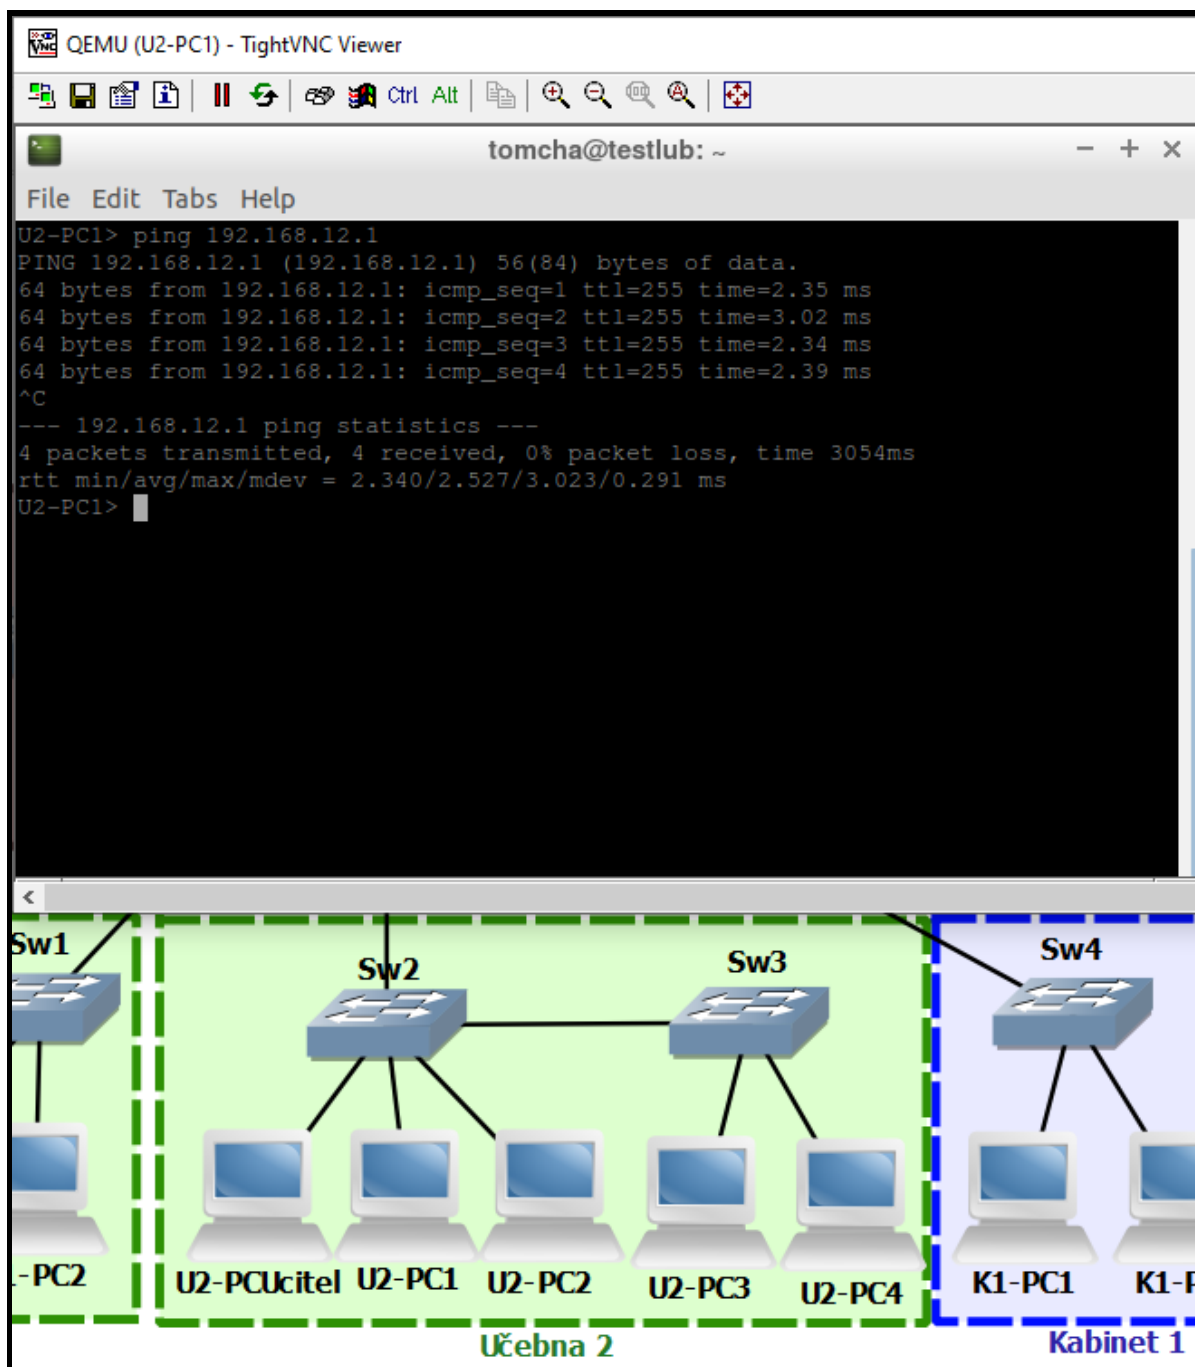 QEMU (U2-PC1) - TightVNC Viewer
Ctrl Alt
tomcha@testlub: ~
File Edit Tabs Help
U2-PC1> ping 192.168.12.1
PING 192.168.12.1 (192.168.12.1) 56(84) bytes of data.
64 bytes from 192.168.12.1: icmp_seq=1 ttl=255 time=2.35 ms
64 bytes from 192.168.12.1: icmp_seq=2 ttl=255 time=3.02 ms
64 bytes from 192.168.12.1: icmp_seq=3 ttl=255 time=2.34 ms
64 bytes from 192.168.12.1: icmp_seq=4 ttl=255 time=2.39 ms
^C
--- 192.168.12.1 ping statistics ---
4 packets transmitted, 4 received, 0% packet loss, time 3054ms
rtt min/avg/max/mdev = 2.340/2.527/3.023/0.291 ms
U2-PC1>
Sw1
Sw2
Sw3
Sw4
-PC2
U2-PCUcitel
U2-PC1
U2-PC2
U2-PC3
U2-PC4
K1-PC1
Učebna 2
Kabinet 1